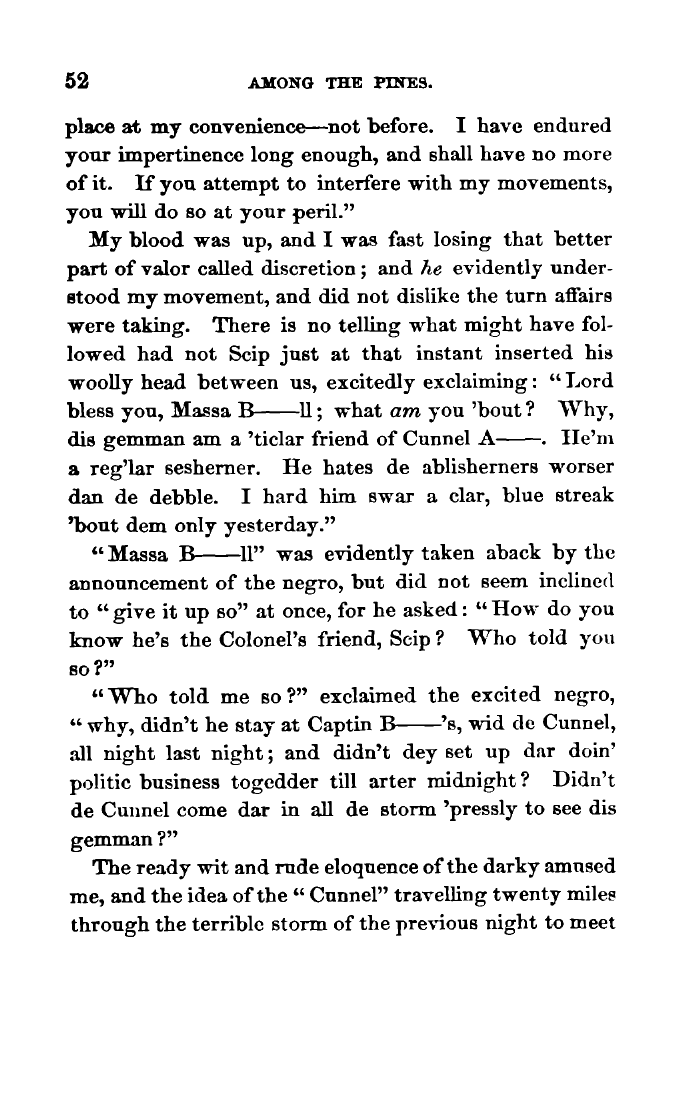 52 AMONG THE PINES.
place at my convenience—not before. I have endured
your impertinence long enough, and shall have no more
of it. If you attempt to interfere with my movements,
you will do so at your peril.”
My blood was up, and I was fast losing that better
part of valor called discretion; and he evidently under-
stood my movement, and did not dislike the turn affairs
were taking. There is no telling what might have fol-
lowed had not Scip just at that instant inserted his
woolly head between us, excitedly exclaiming: “Lord
bless you, Massa B——ll; what am you ’bout? Why,
dis gemman am a ’ticlar friend of Cunnel A——. He’m
a reg’lar seshener. He hates de ablisherners worser
dan de debble. I hard him swar a clar, blue streak
’bout dem only yesterday.”
“Massa B——ll” was evidently taken aback by the
announcement of the negro, but did not seem inclined
to “give it up so” at once, for he asked: “How do you
know he’s the Colonel’s friend, Scip? Who told you
so?”
“Who told me so?” exclaimed the excited negro,
“why, didn’t he stay at Captin B——’s, wid de Cunnel,
all night last night; and didn’t dey set up dar doin’
politic business togedder till arter midnight? Didn’t
de Cunnel come dar in all de storm ’pressly to see dis
gemman?”
The ready wit and rude eloquence of the darky amused
me, and the idea of the “Cunnel” travelling twenty miles
through the terrible storm of the previous night to meet